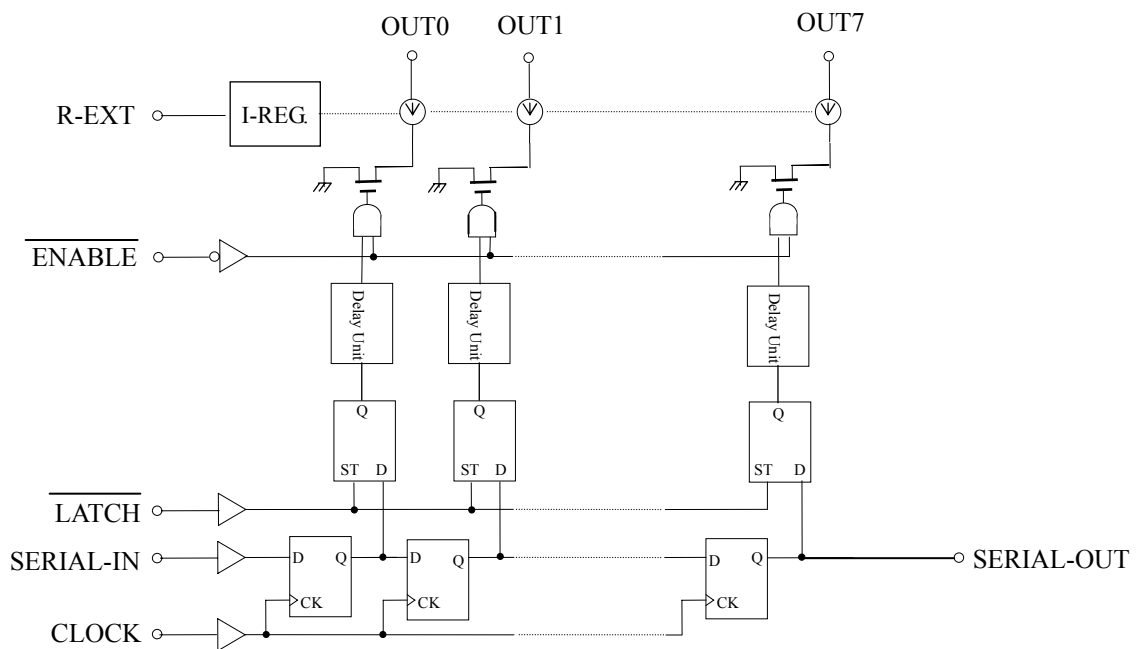 OUT0 OUT1 OUT7
R-EXT I-REG.
ENABLE
Delay Unit Delay Unit Delay Unit
Q Q Q
ST D ST D ST D
LATCH
SERIAL-IN D Q D Q D Q SERIAL-OUT
CK CK CK
CLOCK